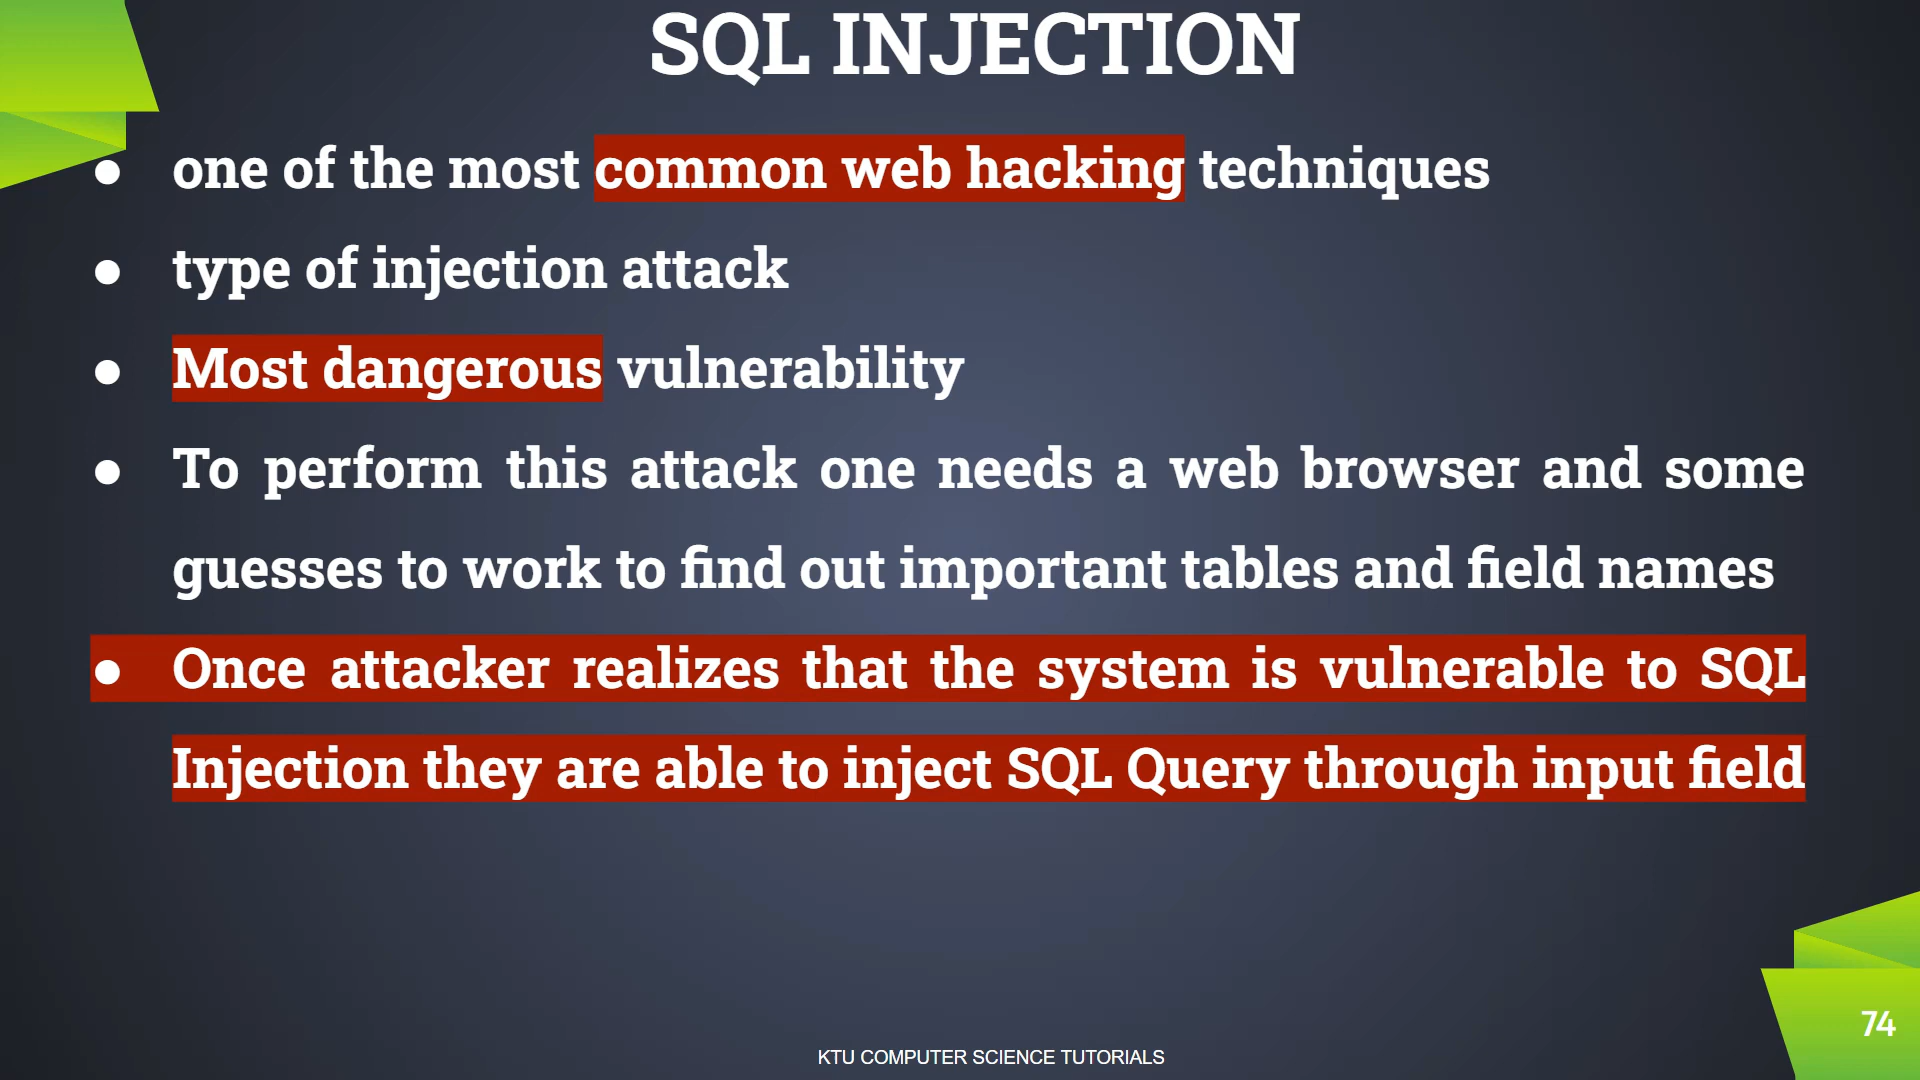 SQL INJECTION
● one of the most common web hacking techniques
● type of injection attack
● Most dangerous vulnerability
● To perform this attack one needs a web browser and some
guesses to work to find out important tables and field names
● Once attacker realizes that the system is vulnerable to SQL
Injection they are able to inject SQL Query through input field
74
KTU COMPUTER SCIENCE TUTORIALS